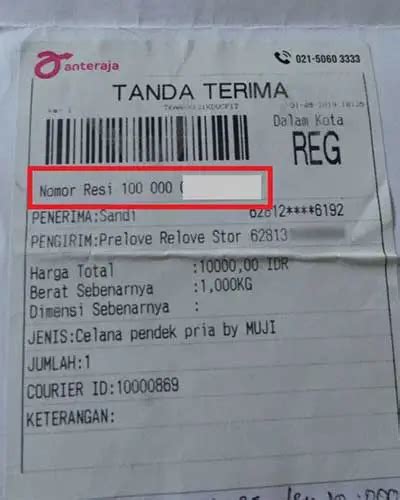 anteraja
021-5060 3333
TANDA TERIMA
Dalam Kota
REG
Nomor Resi 100 000
PENERIMA:Sandi 62812****6192
PENGIRIM:Prelove Relove Stor 62813
Harga Total :10000,00 IDR
Berat Sebenarnya :1,000KG
Dimensi Sebenarnya :
JENIS:Celana pendek pria by MUJI
JUMLAH:1
COURIER ID:10000869
KETERANGAN: